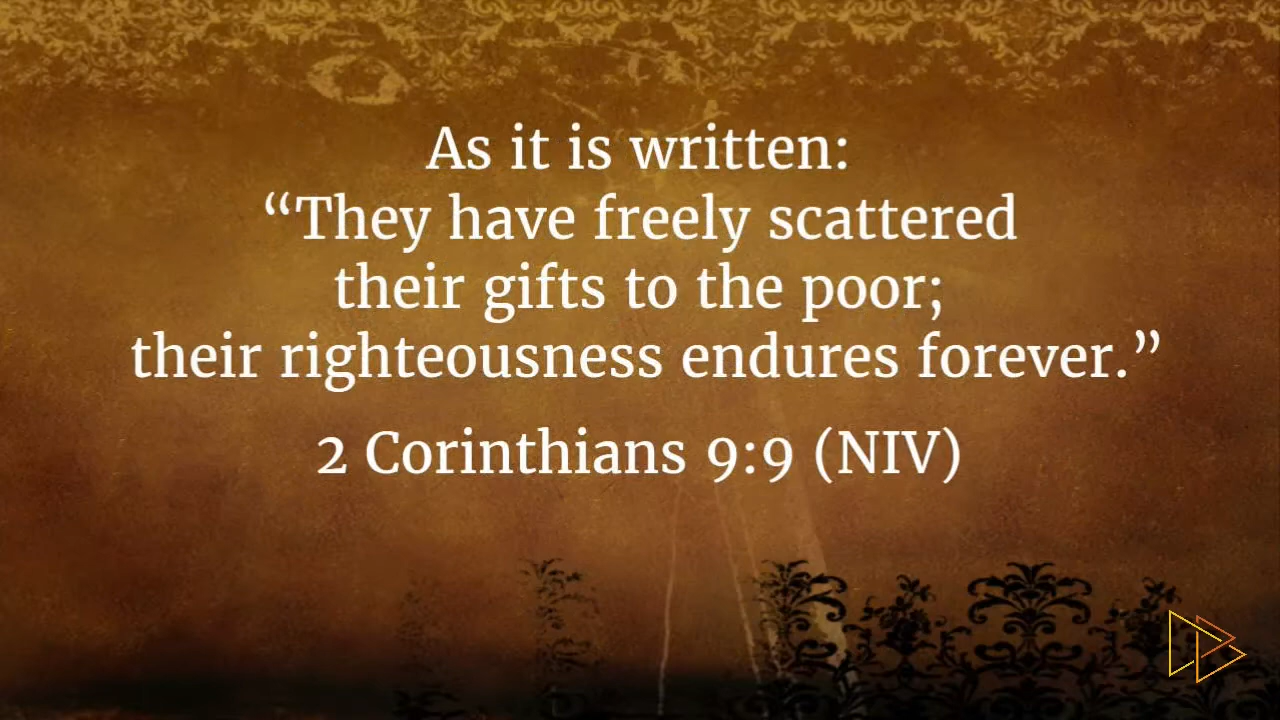 As it is written:
“They have freely scattered
their gifts to the poor;
their righteousness endures forever.”
2 Corinthians 9:9 (NIV)